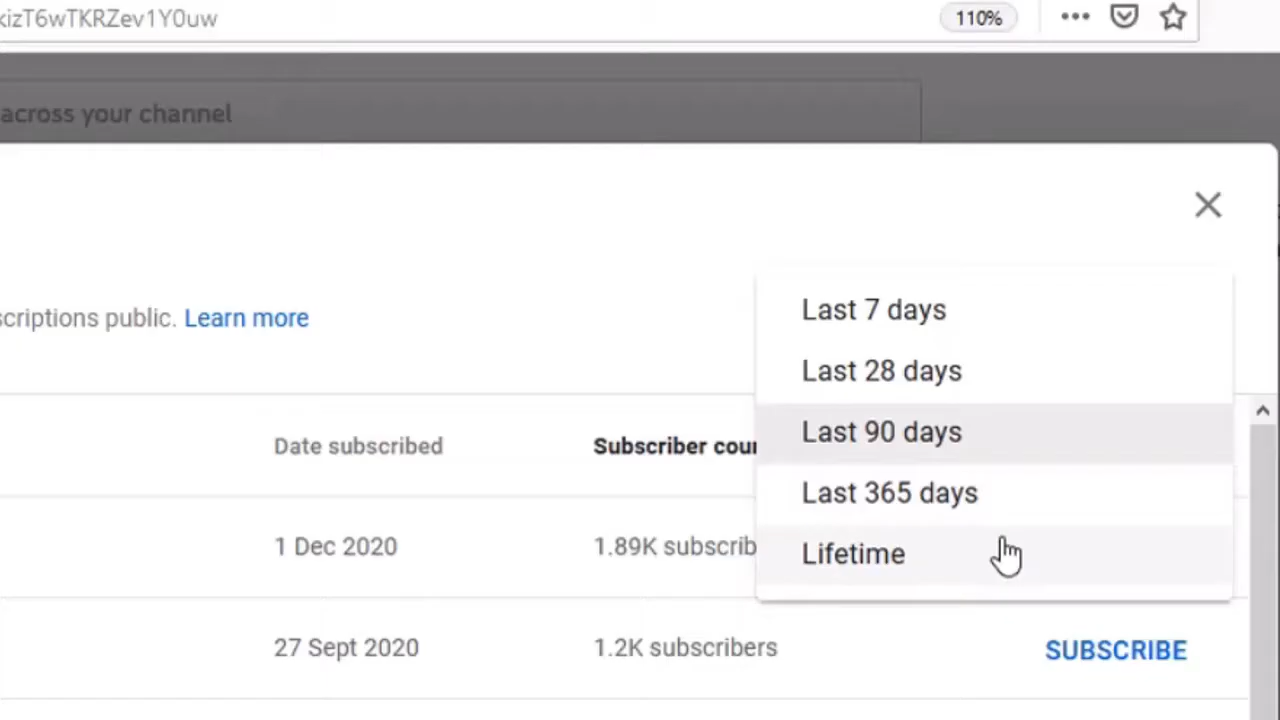 kizT6wTKRZev1Y0uw
110%
across your channel
scriptions public. Learn more
Last 7 days
Last 28 days
Last 90 days
Last 365 days
Lifetime
Date subscribed
Subscriber cour
1 Dec 2020
1.89K subscrib
27 Sept 2020
1.2K subscribers
SUBSCRIBE